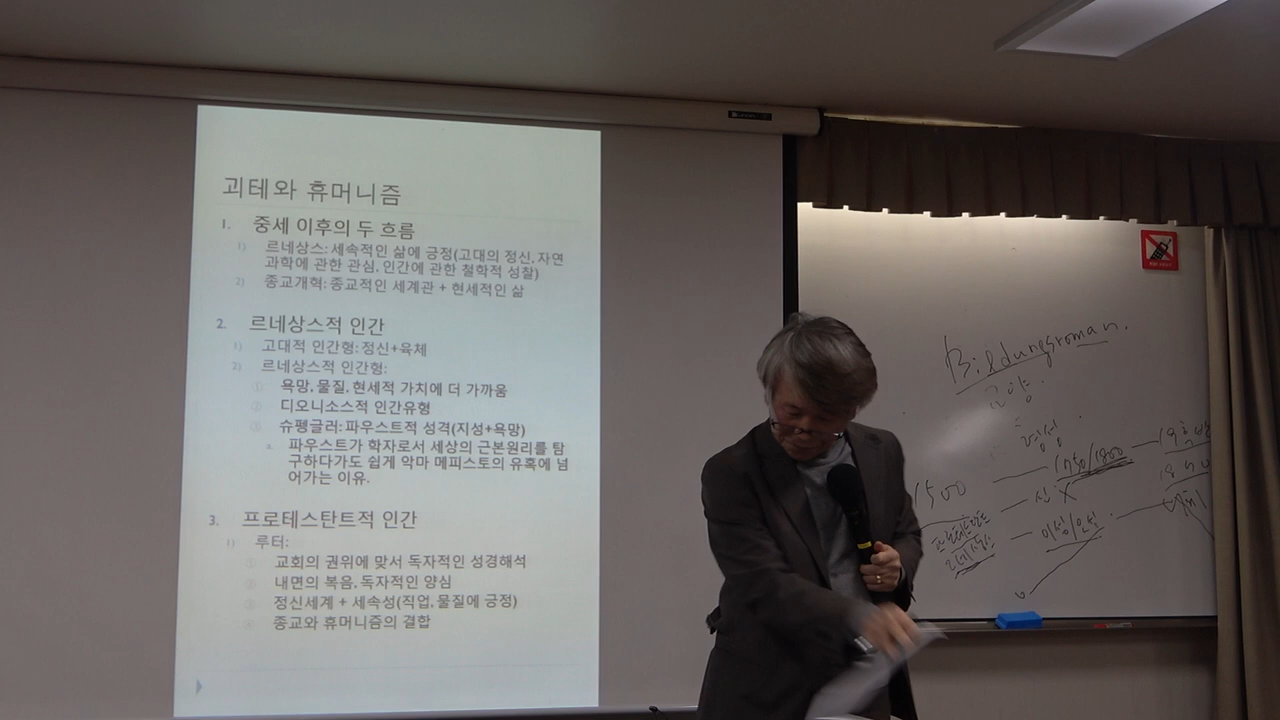 괴테와 휴머니즘
1. 중세 이후의 두 흐름
1) 르네상스: 세속적인 삶에 긍정(고대의 정신, 자연
과학에 관한 관심, 인간에 관한 철학적 성찰)
2) 종교개혁: 종교적인 세계관 + 현세적인 삶
2. 르네상스적 인간
1) 고대적 인간형: 정신+육체
2) 르네상스적 인간형:
① 욕망, 물질, 현세적 가치에 더 가까움
② 디오니소스적 인간유형
③ 슈펭글러: 파우스트적 성격(지성+욕망)
a. 파우스트가 학자로서 세상의 근본원리를 탐
구하다가도 쉽게 악마 메피스토의 유혹에 넘
어가는 이유.
3. 프로테스탄트적 인간
1) 루터:
① 교회의 권위에 맞서 독자적인 성경해석
② 내면의 복음, 독자적인 양심
③ 정신세계 + 세속성(직업, 물질에 긍정)
④ 종교와 휴머니즘의 결합
Bildungsroman.
교양.
형성
1500
1750/1800
신 X